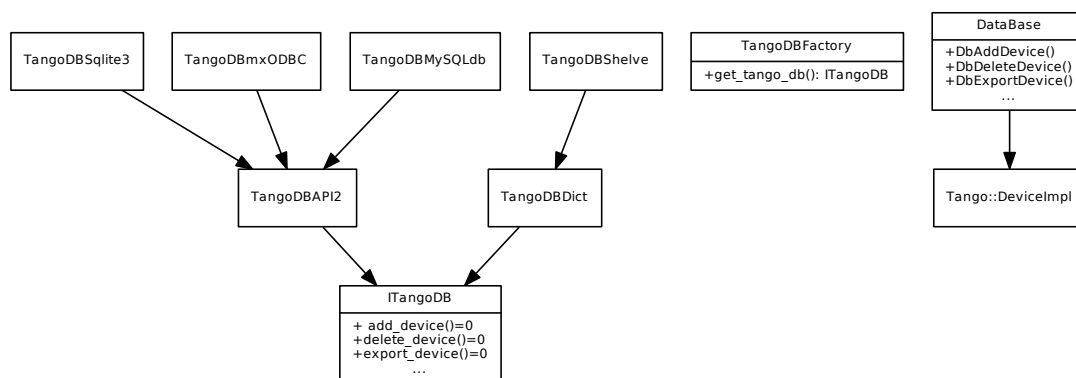 TangoDBSqlite3
TangoDBmxODBC
TangoDBMySQLdb
TangoDBShelve
TangoDBFactory
+get_tango_db(): ITangoDB
DataBase
+DbAddDevice()
+DbDeleteDevice()
+DbExportDevice()
...
TangoDBAPI2
TangoDBDict
Tango::DeviceImpl
ITangoDB
+ add_device()=0
+delete_device()=0
+export_device()=0
...